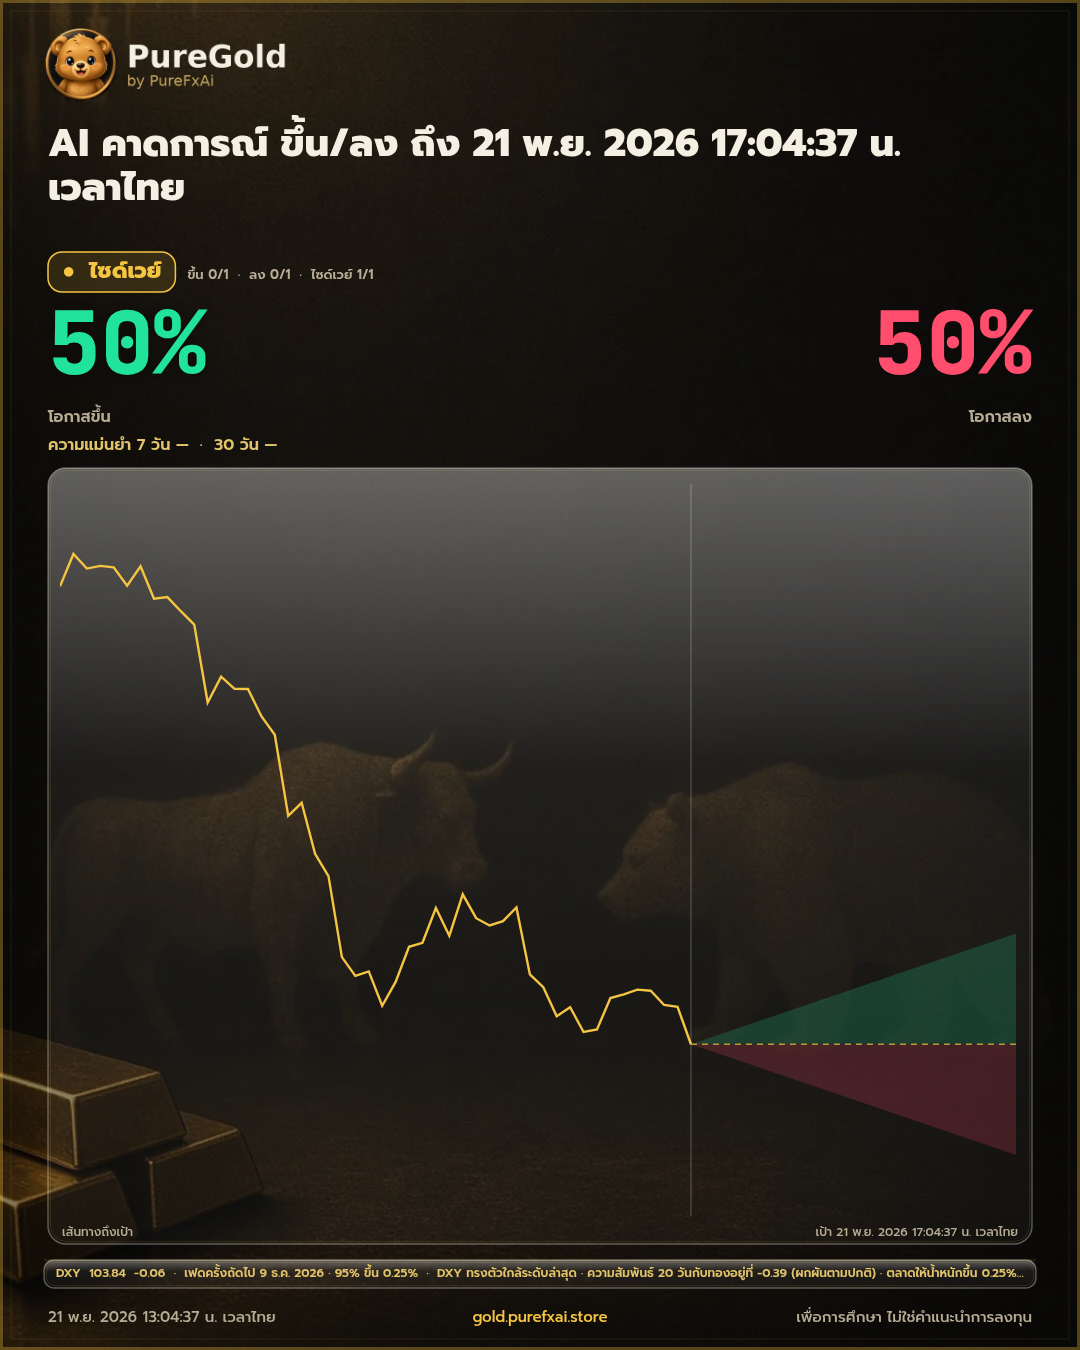 PureGold
by PureFxAi
AI คาดการณ์ ขึ้น/ลง ถึง 21 พ.ย. 2026 17:04:37 น.
เวลาไทย
ไซด์เวย์
ขึ้น 0/1 · ลง 0/1 · ไซด์เวย์ 1/1
50%
50%
โอกาสขึ้น
โอกาสลง
ความแม่นยำ 7 วัน — · 30 วัน —
เส้นทางถึงเป้า
เป้า 21 พ.ย. 2026 17:04:37 น. เวลาไทย
DXY 103.84 -0.06 · เฟดครั้งถัดไป 9 ธ.ค. 2026 · 95% ขึ้น 0.25% · DXY ทรงตัวใกล้ระดับล่าสุด · ความสัมพันธ์ 20 วันกับทองอยู่ที่ -0.39 (ผกผันตามปกติ) · ตลาดให้น้ำหนักขึ้น 0.25%...
21 พ.ย. 2026 13:04:37 น. เวลาไทย
gold.purefxai.store
เพื่อการศึกษา ไม่ใช่คำแนะนำการลงทุน